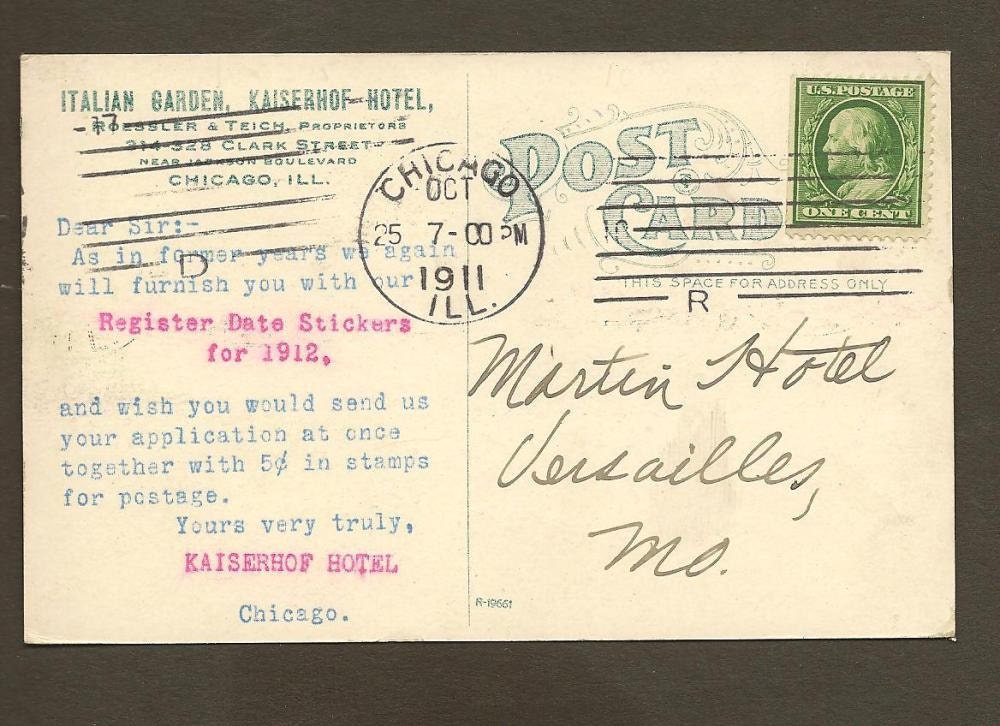 ITALIAN GARDEN, KAISERHOF HOTEL,
ROESSLER & TEICH, PROPRIETORS
314-328 CLARK STREET
NEAR JACKSON BOULEVARD
CHICAGO, ILL.
Dear Sir:-
As in former years we again
will furnish you with our
Register Date Stickers
for 1912,
and wish you would send us
your application at once
together with 5¢ in stamps
for postage.
Yours very truly,
KAISERHOF HOTEL
Chicago.
D
CHICAGO
OCT
25 7-00 PM
1911
ILL.
POST
CARD
THIS SPACE FOR ADDRESS ONLY
R
U.S. POSTAGE
ONE CENT
Martin Hotel
Versailles,
Mo.
R-19661